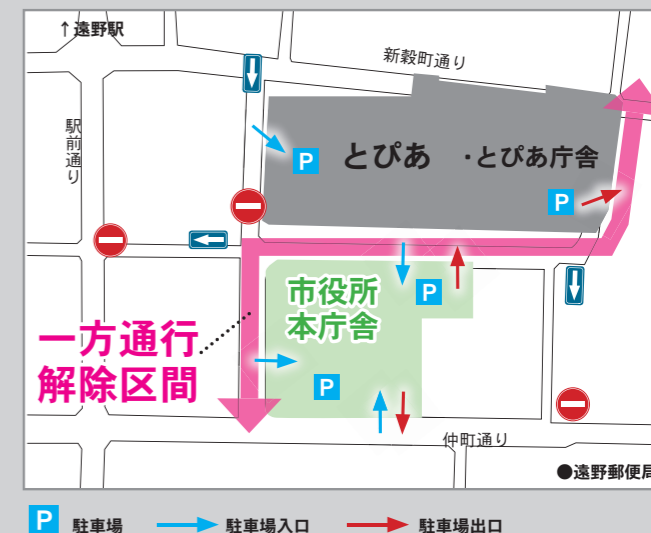 ↑遠野駅
新穀町通り
駅前通り
P
とぴあ
・とぴあ庁舎
P
市役所
本庁舎
P
一方通行
解除区間
P
仲町通り
●遠野郵便局
P 駐車場
駐車場入口
駐車場出口